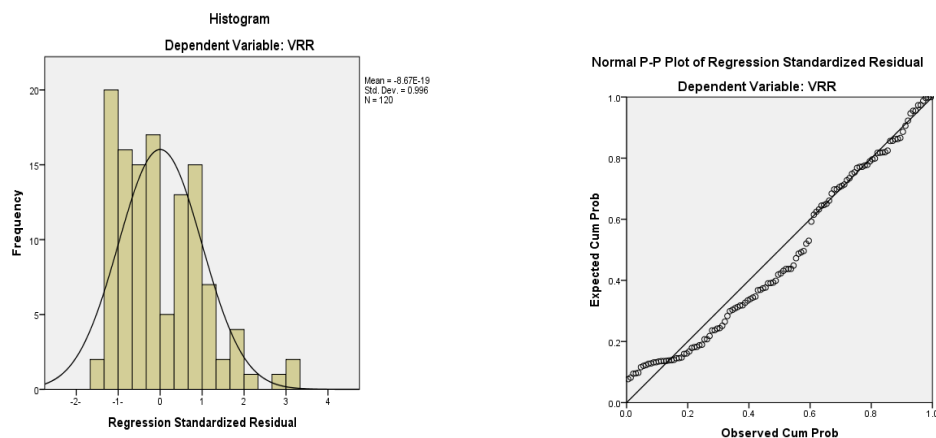 Histogram
Dependent Variable: VRR
Mean = -8.67E-19
Std. Dev. = 0.996
N = 120
20
15
10
5
0
-2 -1 0 1 2 3 4
Frequency
Regression Standardized Residual
Normal P-P Plot of Regression Standardized Residual
Dependent Variable: VRR
1.0
0.8
0.6
0.4
0.2
0.0
0.0 0.2 0.4 0.6 0.8 1.0
Expected Cum Prob
Observed Cum Prob